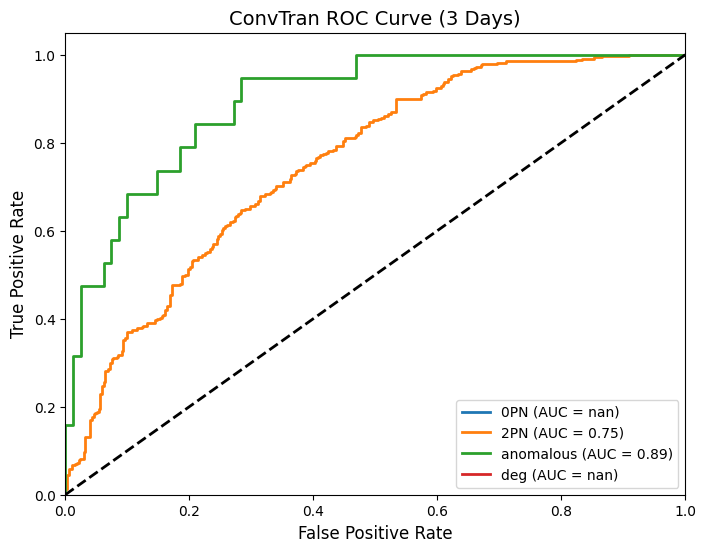 ConvTran ROC Curve (3 Days)
True Positive Rate
1.0
0.8
0.6
0.4
0.2
0.0
0PN (AUC = nan)
2PN (AUC = 0.75)
anomalous (AUC = 0.89)
deg (AUC = nan)
0.0 0.2 0.4 0.6 0.8 1.0
False Positive Rate